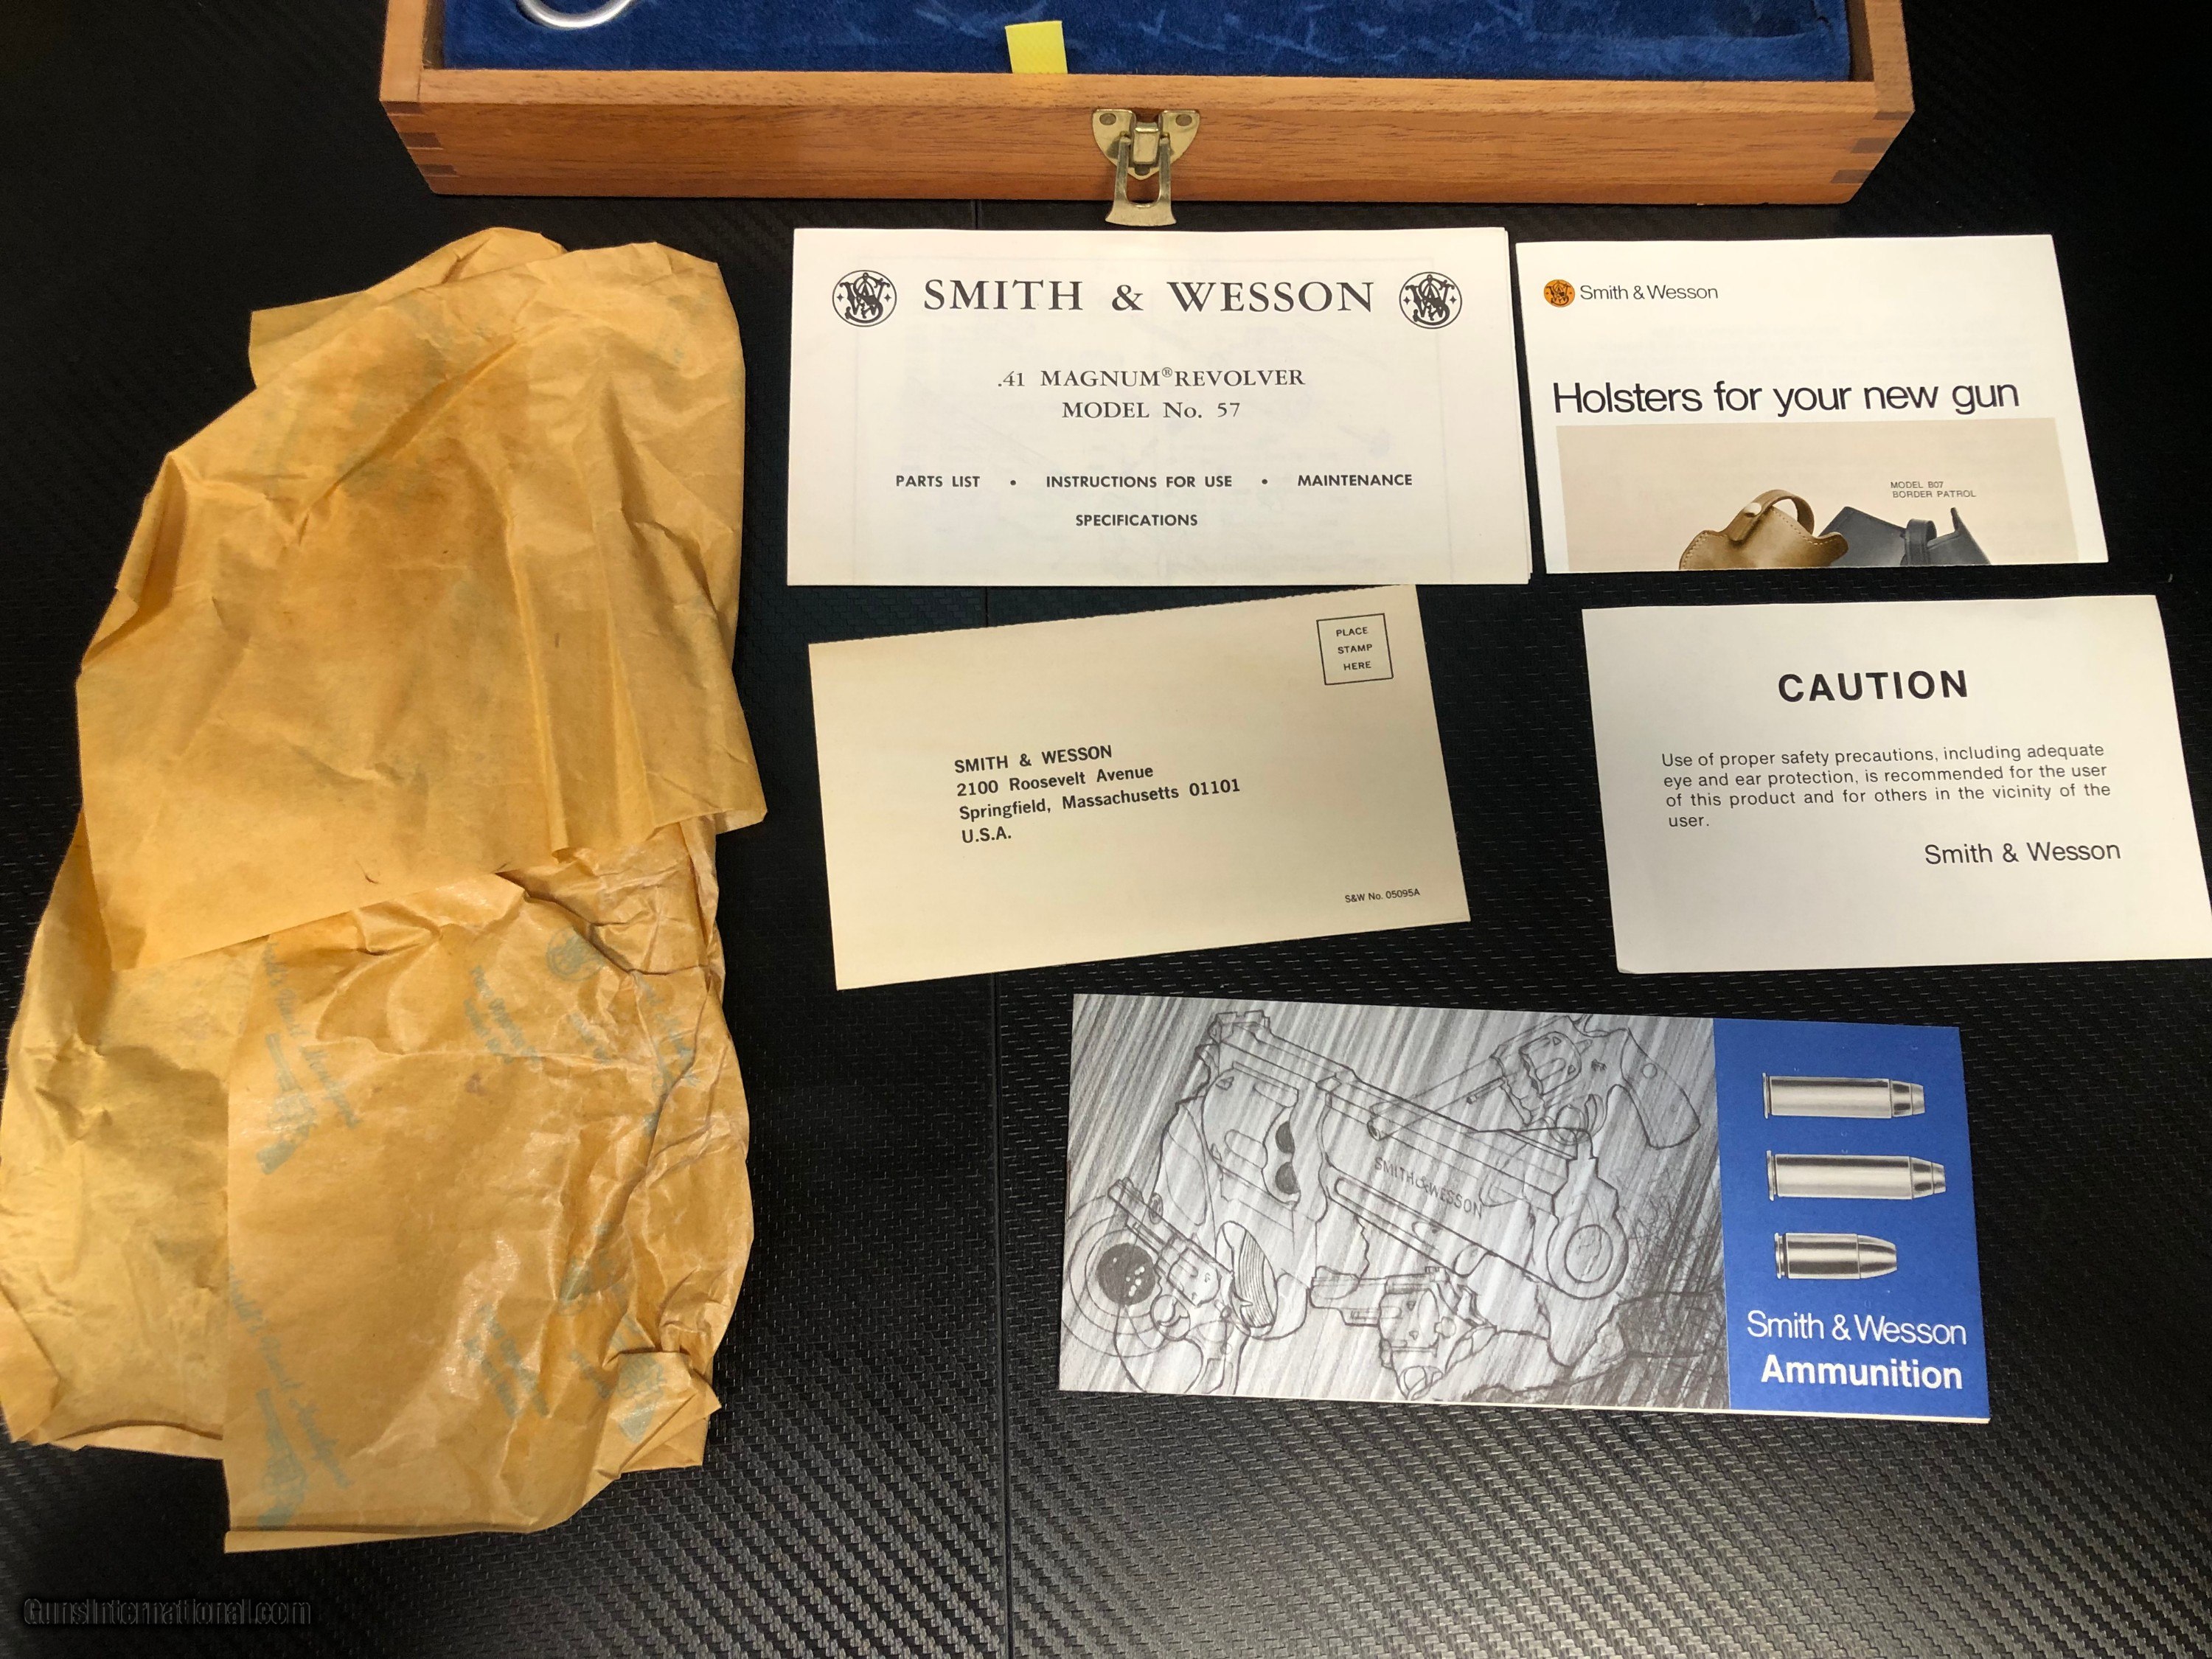 SMITH & WESSON
.41 MAGNUM® REVOLVER
MODEL No. 57
PARTS LIST • INSTRUCTIONS FOR USE • MAINTENANCE
SPECIFICATIONS
Smith & Wesson
Holsters for your new gun
MODEL B07
BORDER PATROL
PLACE
STAMP
HERE
SMITH & WESSON
2100 Roosevelt Avenue
Springfield, Massachusetts 01101
U.S.A.
S&W No. 05095A
CAUTION
Use of proper safety precautions, including adequate
eye and ear protection, is recommended for the user
of this product and for others in the vicinity of the
user.
Smith & Wesson
SMITH & WESSON
Smith & Wesson
Ammunition
GunsInternational.com